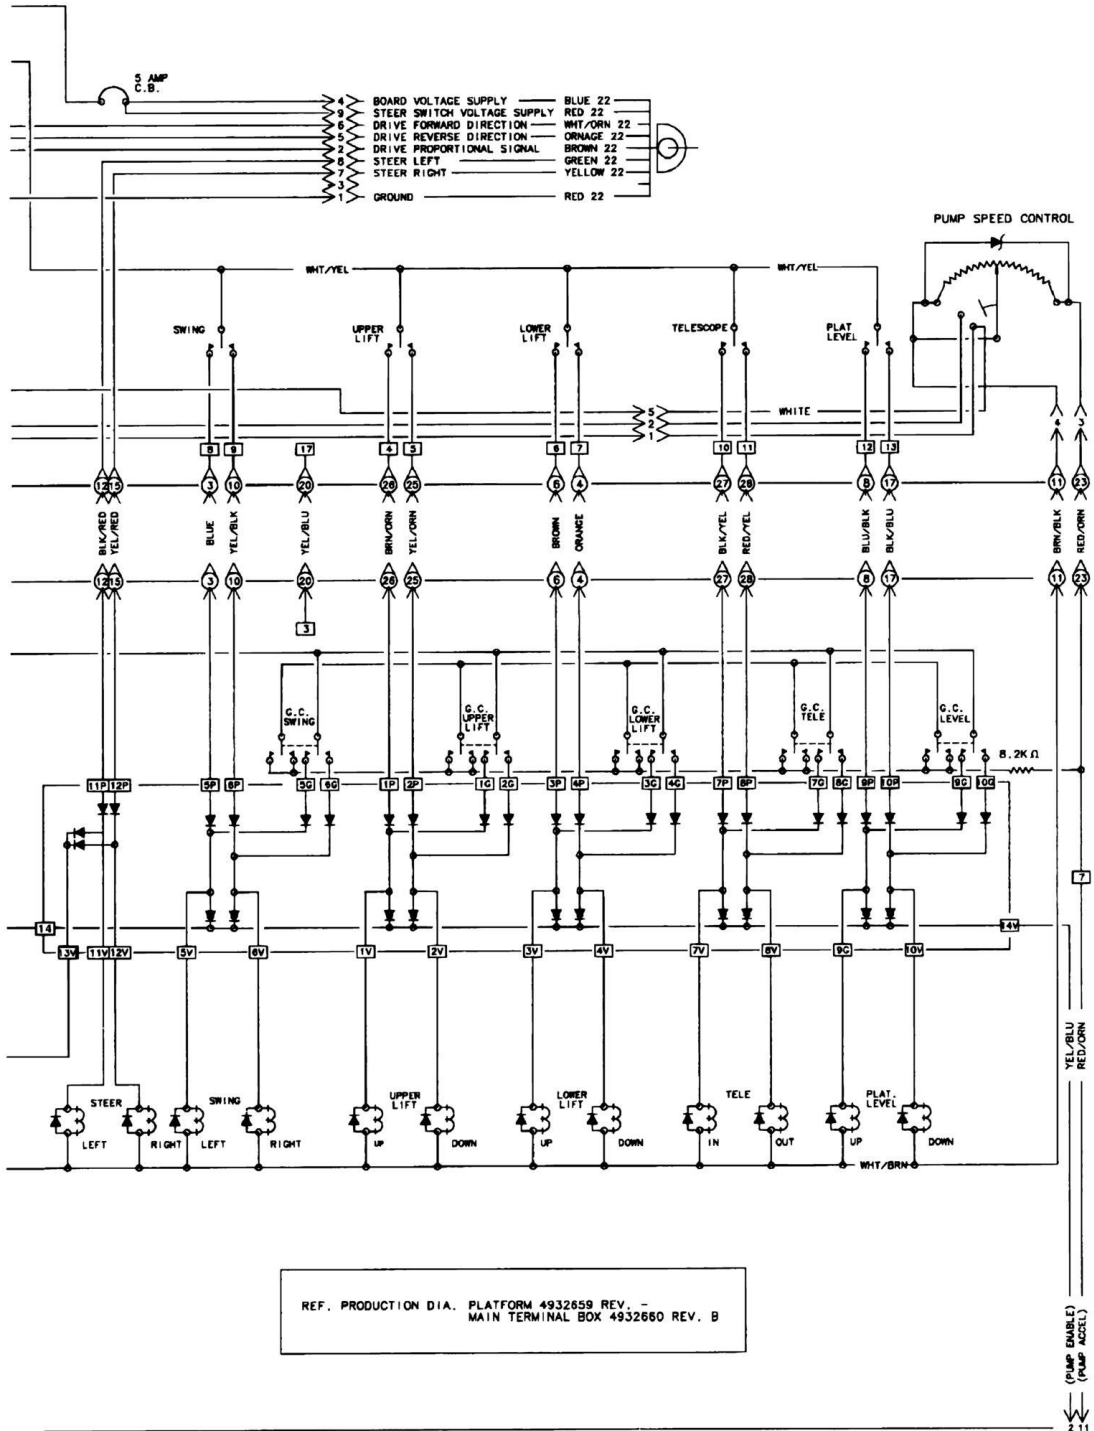 5 AMP
C.B.
4 BOARD VOLTAGE SUPPLY BLUE 22
9 STEER SWITCH VOLTAGE SUPPLY RED 22
6 DRIVE FORWARD DIRECTION WHT/ORN 22
5 DRIVE REVERSE DIRECTION ORNAGE 22
2 DRIVE PROPORTIONAL SIGNAL BROWN 22
8 STEER LEFT GREEN 22
7 STEER RIGHT YELLOW 22
3
1 GROUND RED 22
PUMP SPEED CONTROL
WHT/YEL WHT/YEL
SWING
UPPER
LIFT
LOWER
LIFT
TELESCOPE
PLAT
LEVEL
5 WHITE
2
1
4 3
8 9 17 4 5 6 7 10 11 12 13
12 15 3 10 20 26 25 6 4 27 28 8 17 11 23
BLK/RED YEL/RED BLUE YEL/BLK YEL/BLU BRN/ORN YEL/ORN BROWN ORANGE BLK/YEL RED/YEL BLU/BLK BLK/BLU BRN/BLK RED/ORN
12 15 3 10 20 26 25 6 4 27 28 8 17 11 23
3
G.C.
SWING
G.C.
UPPER
LIFT
G.C.
LOWER
LIFT
G.C.
TELE
G.C.
LEVEL
8.2K Ω
11P 12P 5P 6P 5G 6G 1P 2P 1G 2G 3P 4P 3G 4G 7P 8P 7G 8G 9P 10P 9G 10G
7
14 14V
13V 11V 12V 5V 6V 1V 2V 3V 4V 7V 8V 9G 10V
YEL/BLU
RED/ORN
STEER
LEFT RIGHT
SWING
LEFT RIGHT
UPPER
LIFT
UP DOWN
LOWER
LIFT
UP DOWN
TELE
IN OUT
PLAT.
LEVEL
UP DOWN
WHT/BRN
REF. PRODUCTION DIA. PLATFORM 4932659 REV. -
MAIN TERMINAL BOX 4932660 REV. B
(PUMP ENABLE)
(PUMP ACCEL)
2 11